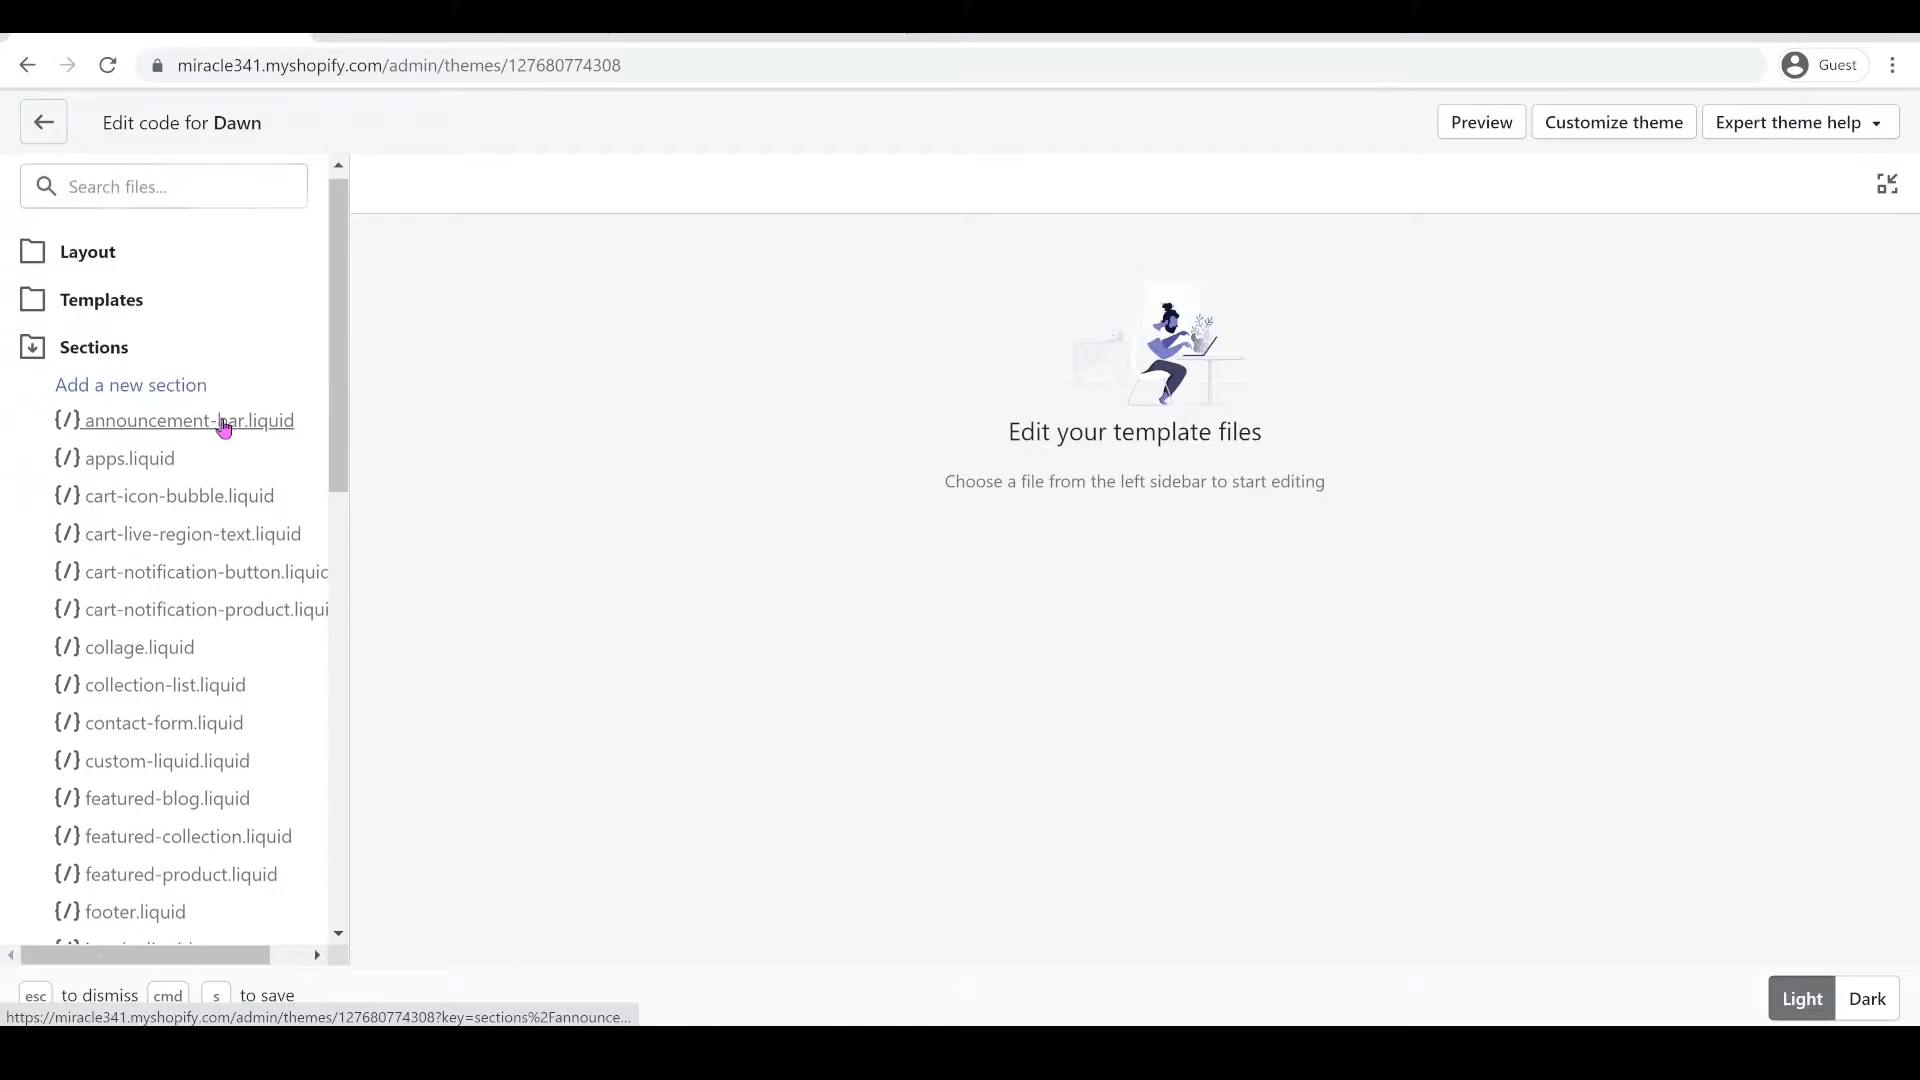 miracle341.myshopify.com/admin/themes/127680774308
Guest
Edit code for Dawn
Preview
Customize theme
Expert theme help
Search files...
Layout
Templates
Sections
Add a new section
{/} announcement-bar.liquid
{/} apps.liquid
{/} cart-icon-bubble.liquid
{/} cart-live-region-text.liquid
{/} cart-notification-button.liquid
{/} cart-notification-product.liqui
{/} collage.liquid
{/} collection-list.liquid
{/} contact-form.liquid
{/} custom-liquid.liquid
{/} featured-blog.liquid
{/} featured-collection.liquid
{/} featured-product.liquid
{/} footer.liquid
Edit your template files
Choose a file from the left sidebar to start editing
esc to dismiss cmd s to save
Light
Dark
https://miracle341.myshopify.com/admin/themes/127680774308?key=sections%2Fannounce...